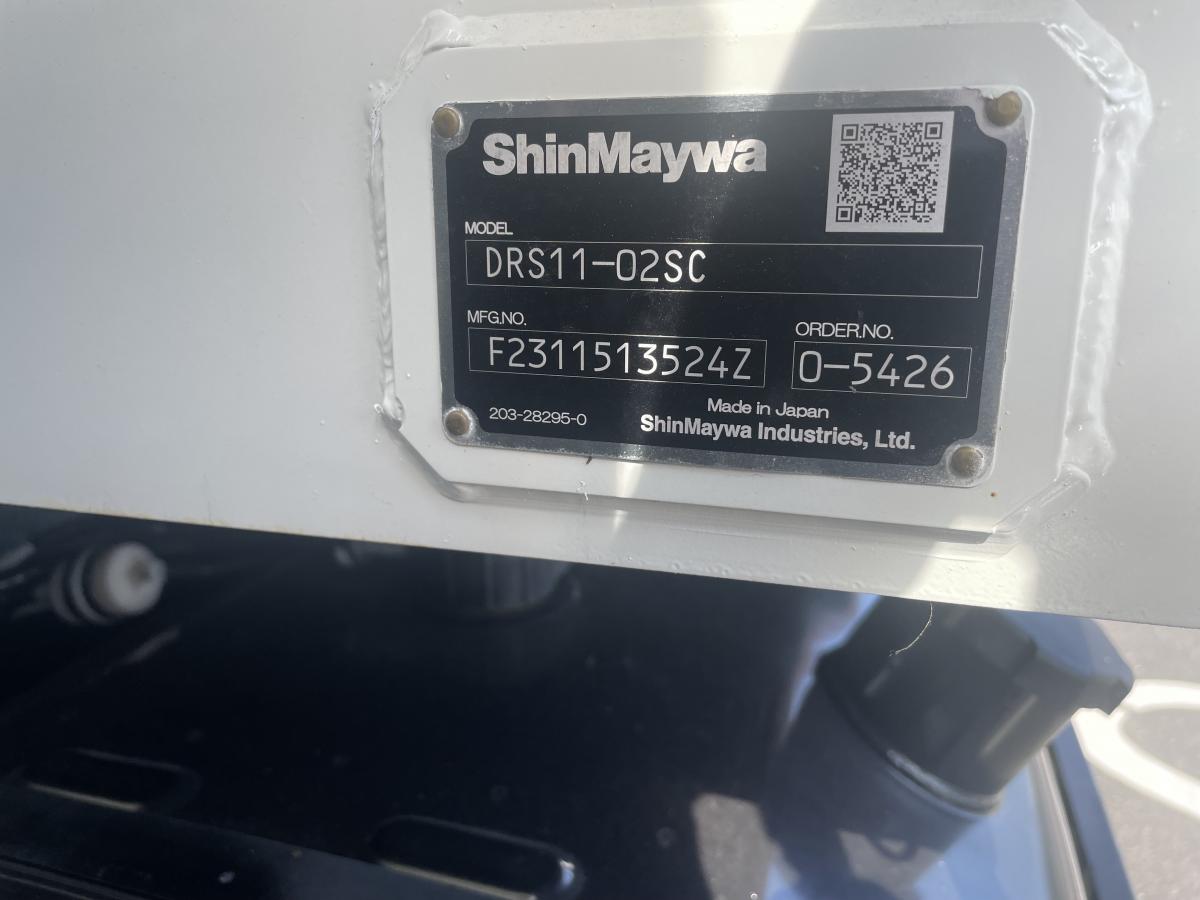 ShinMaywa
MODEL
DRS11-02SC
MFG.NO.
ORDER.NO.
F2311513524Z
0-5426
203-28295-0
Made in Japan
ShinMaywa Industries, Ltd.